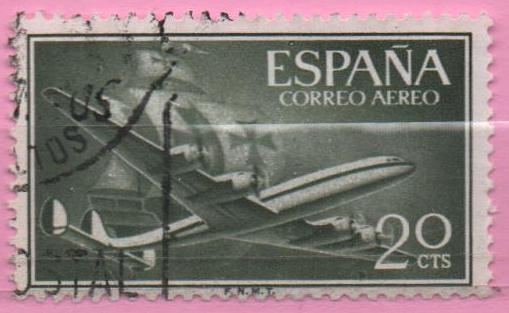 ESPAÑA
CORREO AEREO
20
CTS
F.N.M.T.